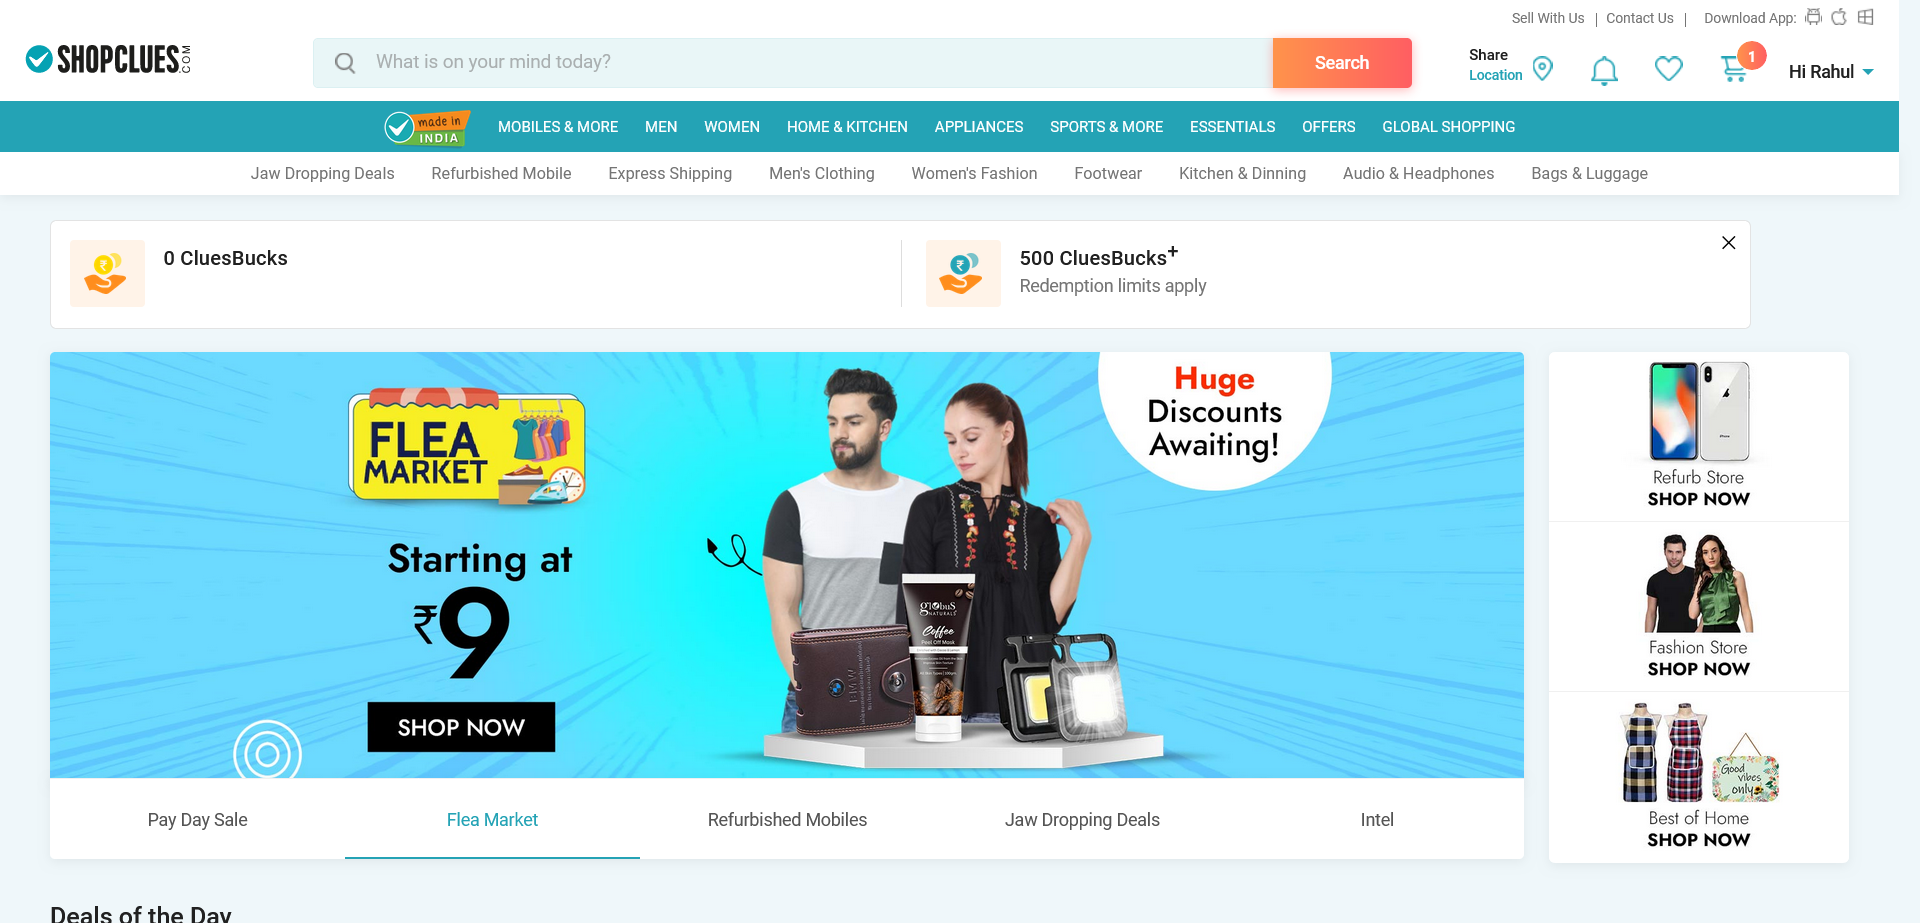 Sell With Us | Contact Us | Download App:
SHOPCLUES.COM
What is on your mind today?
Search
Share
Location
1
Hi Rahul
made in
INDIA
MOBILES & MORE MEN WOMEN HOME & KITCHEN APPLIANCES SPORTS & MORE ESSENTIALS OFFERS GLOBAL SHOPPING
Jaw Dropping Deals Refurbished Mobile Express Shipping Men's Clothing Women's Fashion Footwear Kitchen & Dinning Audio & Headphones Bags & Luggage
0 CluesBucks
500 CluesBucks+
Redemption limits apply
FLEA
MARKET
Starting at
₹9
SHOP NOW
Huge
Discounts
Awaiting!
globus
NATURALS
Coffee
Peel Off Mask
BMW
Pay Day Sale Flea Market Refurbished Mobiles Jaw Dropping Deals Intel
iPhone
Refurb Store
SHOP NOW
Fashion Store
SHOP NOW
Good
vibes
only
Best of Home
SHOP NOW
Deals of the Day